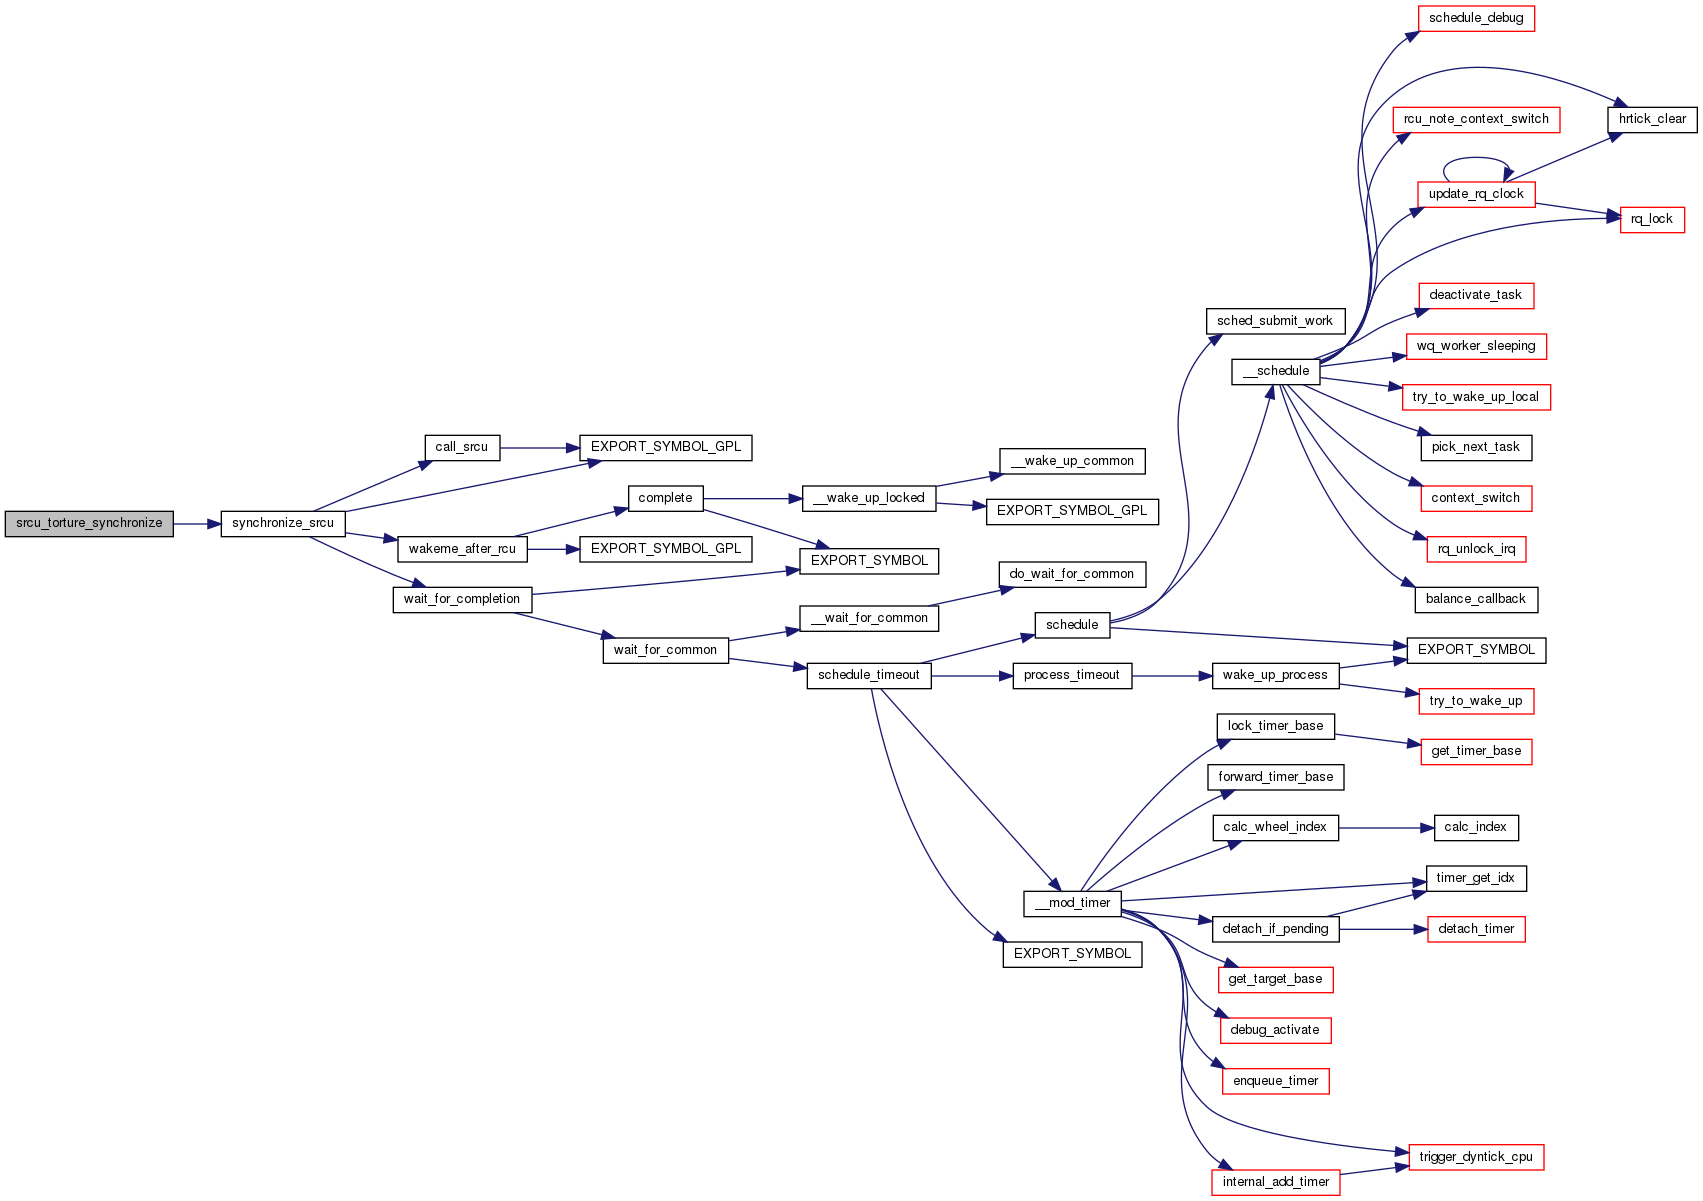 schedule_debug
hrtick_clear
rcu_note_context_switch
update_rq_clock
rq_lock
deactivate_task
sched_submit_work
wq_worker_sleeping
__schedule
try_to_wake_up_local
call_srcu
EXPORT_SYMBOL_GPL
pick_next_task
__wake_up_common
complete
__wake_up_locked
context_switch
EXPORT_SYMBOL_GPL
srcu_torture_synchronize
synchronize_srcu
wakeme_after_rcu
EXPORT_SYMBOL_GPL
rq_unlock_irq
EXPORT_SYMBOL
do_wait_for_common
wait_for_completion
balance_callback
__wait_for_common
schedule
wait_for_common
EXPORT_SYMBOL
schedule_timeout
process_timeout
wake_up_process
try_to_wake_up
lock_timer_base
get_timer_base
forward_timer_base
calc_wheel_index
calc_index
timer_get_idx
__mod_timer
detach_if_pending
detach_timer
EXPORT_SYMBOL
get_target_base
debug_activate
enqueue_timer
trigger_dyntick_cpu
internal_add_timer